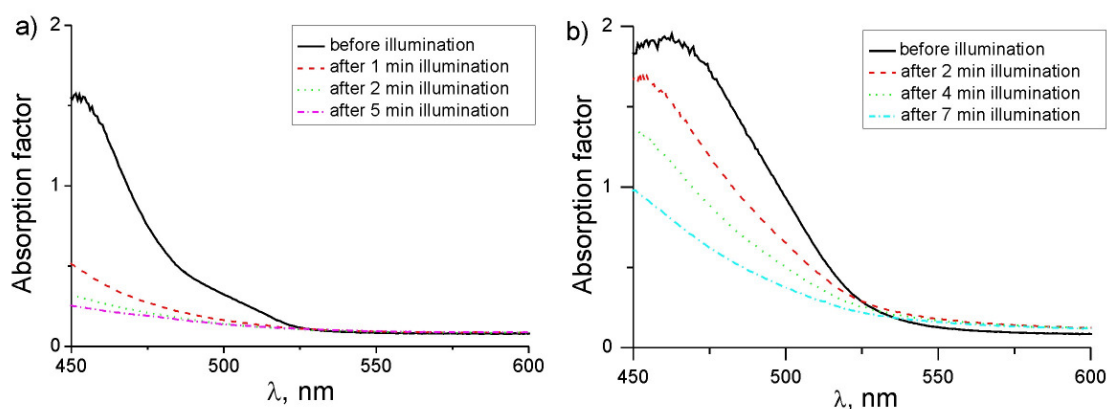 a)
2
1
0
Absorption factor
before illumination
after 1 min illumination
after 2 min illumination
after 5 min illumination
450 500 550 600
λ, nm
b)
2
1
0
Absorption factor
before illumination
after 2 min illumination
after 4 min illumination
after 7 min illumination
450 500 550 600
λ, nm